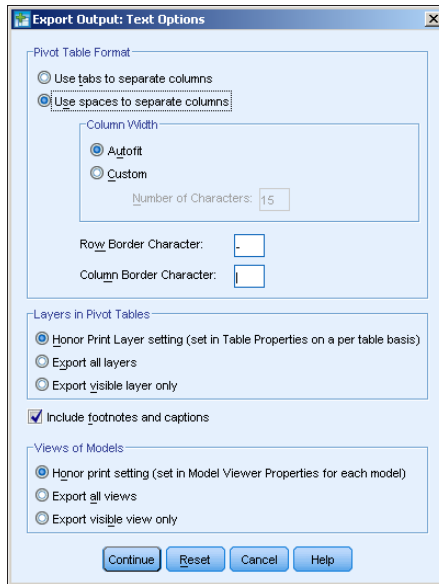 Export Output: Text Options
Pivot Table Format
Use tabs to separate columns
Use spaces to separate columns
Column Width
Autofit
Custom
Number of Characters: 15
Row Border Character: -
Column Border Character: |
Layers in Pivot Tables
Honor Print Layer setting (set in Table Properties on a per table basis)
Export all layers
Export visible layer only
Include footnotes and captions
Views of Models
Honor print setting (set in Model Viewer Properties for each model)
Export all views
Export visible view only
Continue Reset Cancel Help